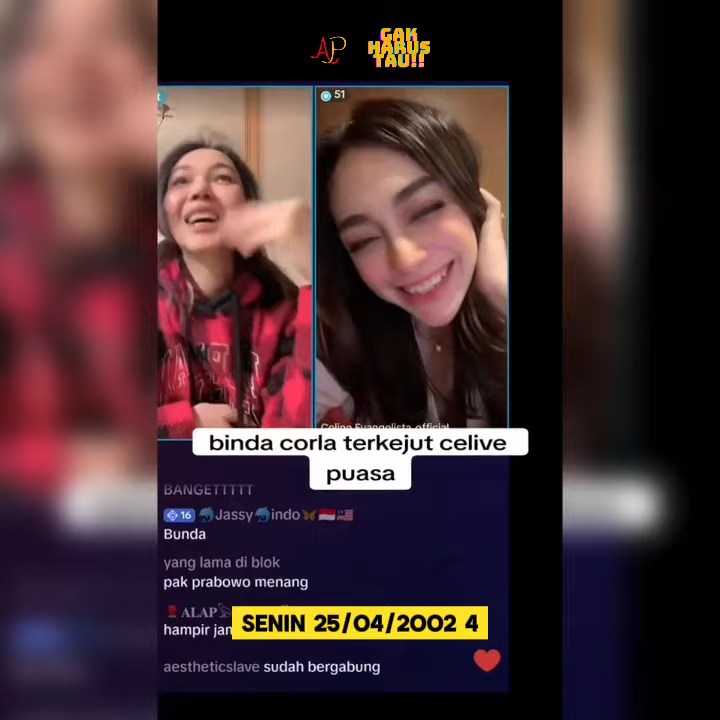 AP
GAK
HARUS
TAU!!
51
Celine Evangelista official
binda corla terkejut celive
puasa
BANGETTTTT
16 Jassy indo
Bunda
yang lama di blok
pak prabowo menang
ALAP
hampir jan
SENIN 25/04/2002 4
aestheticslave sudah bergabung